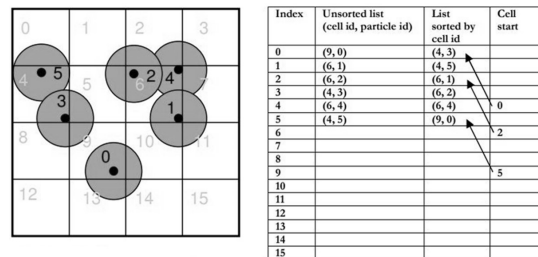 0 1 2 3
4 5 5 6 2 4 7
3 1
8 9 10 11
0
12 13 14 15
Index Unsorted list (cell id, particle id) List sorted by cell id Cell start
0 (9, 0) (4, 3)
1 (6, 1) (4, 5)
2 (6, 2) (6, 1)
3 (4, 3) (6, 2)
4 (6, 4) (6, 4) 0
5 (4, 5) (9, 0)
6 2
7
8
9 5
10
11
12
13
14
15